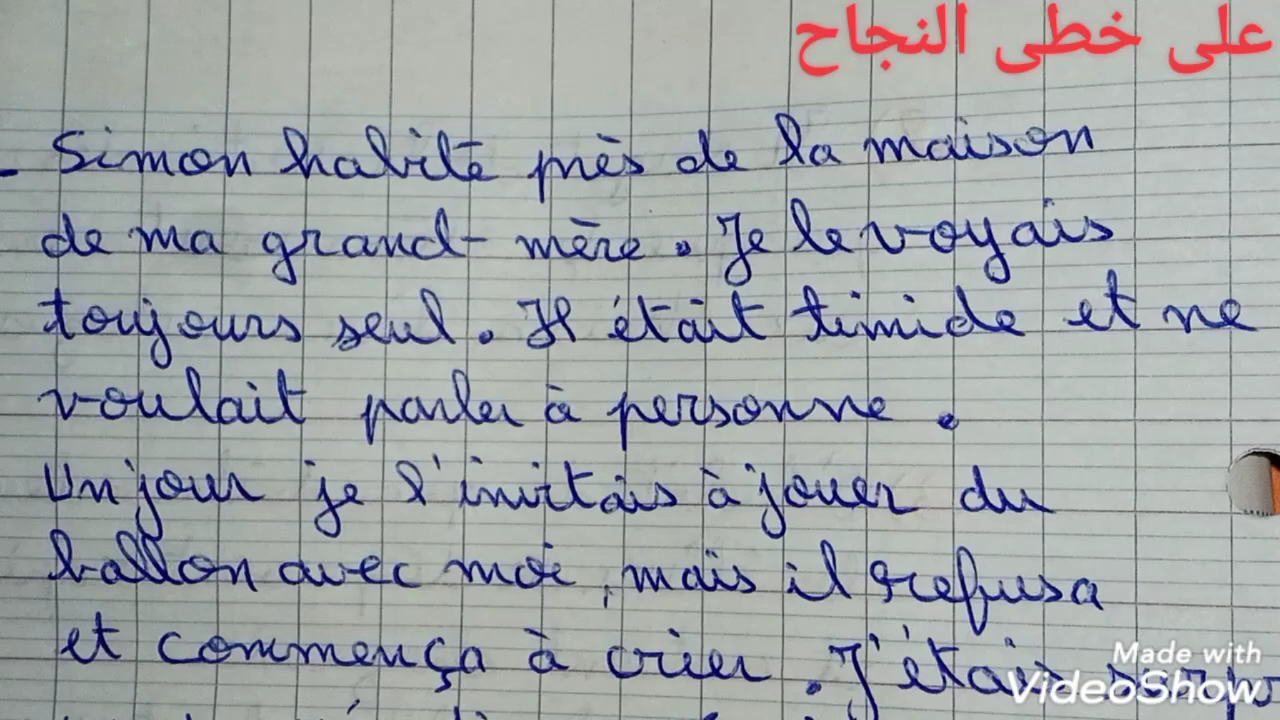 على خطى النجاح
- Simon habite près de la maison
de ma grand-mère. Je le voyais
toujours seul. Il était timide et ne
voulait parler à personne.
Un jour je l'invitais à jouer du
ballon avec moi, mais il refusa
et commença à crier. J'étais
Made with
VideoShow